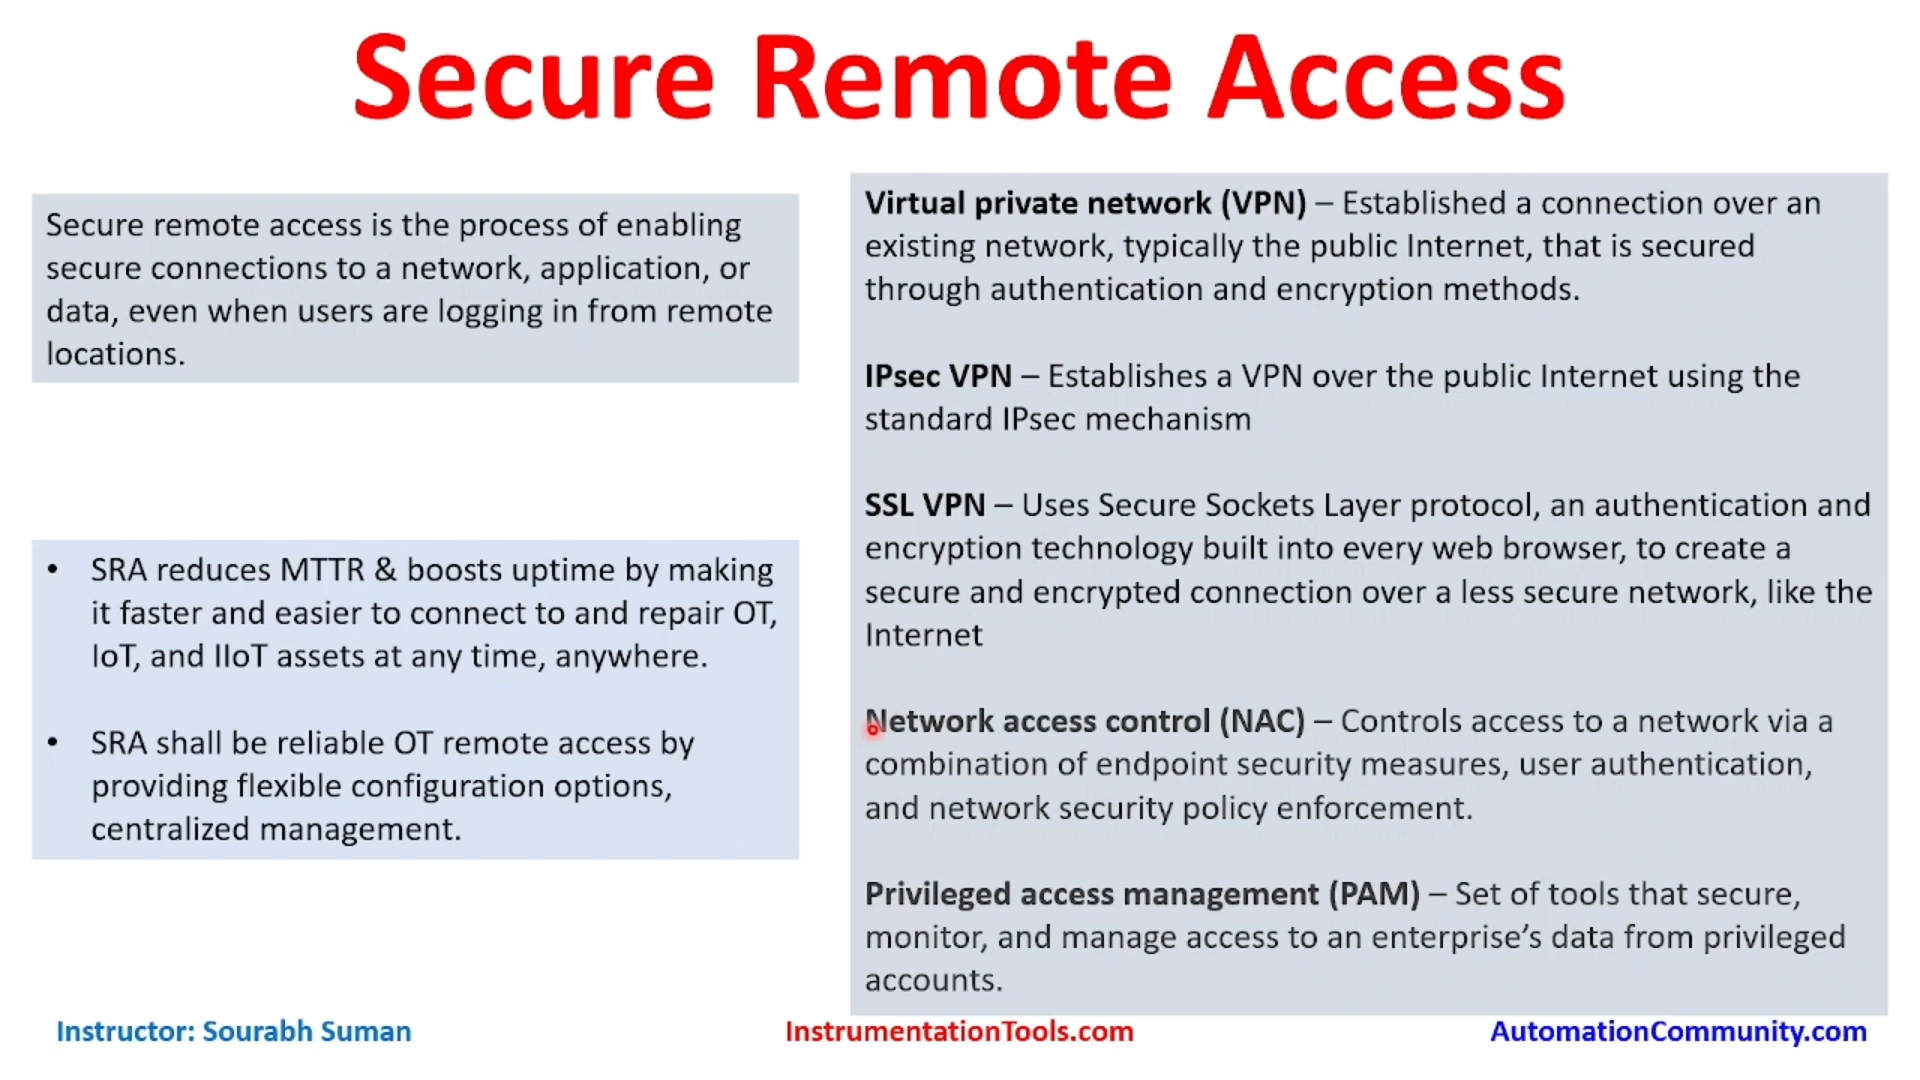 Secure Remote Access
Secure remote access is the process of enabling
secure connections to a network, application, or
data, even when users are logging in from remote
locations.
• SRA reduces MTTR & boosts uptime by making
it faster and easier to connect to and repair OT,
IoT, and IIoT assets at any time, anywhere.
• SRA shall be reliable OT remote access by
providing flexible configuration options,
centralized management.
Virtual private network (VPN) – Established a connection over an
existing network, typically the public Internet, that is secured
through authentication and encryption methods.
IPsec VPN – Establishes a VPN over the public Internet using the
standard IPsec mechanism
SSL VPN – Uses Secure Sockets Layer protocol, an authentication and
encryption technology built into every web browser, to create a
secure and encrypted connection over a less secure network, like the
Internet
Network access control (NAC) – Controls access to a network via a
combination of endpoint security measures, user authentication,
and network security policy enforcement.
Privileged access management (PAM) – Set of tools that secure,
monitor, and manage access to an enterprise’s data from privileged
accounts.
Instructor: Sourabh Suman
InstrumentationTools.com
AutomationCommunity.com